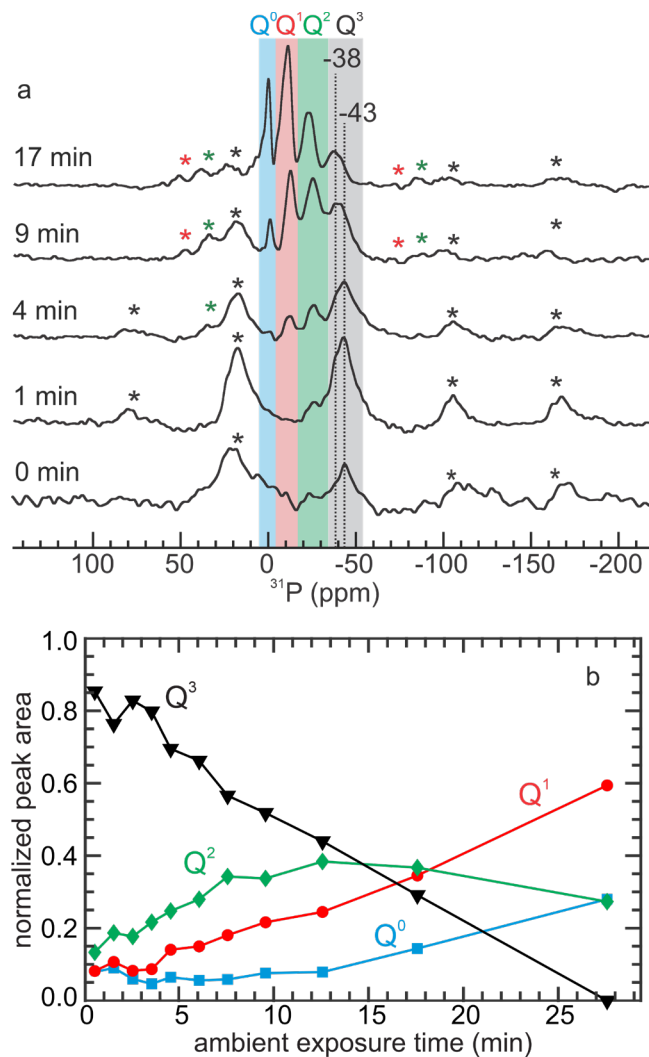 Q⁰ Q¹ Q² Q³
-38
a
-43
17 min
* * * * * * *
9 min
* * * * * * *
4 min
* * * * *
1 min
* * * *
0 min
* * *
100 50 0 -50 -100 -150 -200
³¹P (ppm)
1.0
b
Q³
0.8
Q¹
0.6
normalized peak area
Q²
0.4
Q⁰
0.2
0.0
0 5 10 15 20 25
ambient exposure time (min)